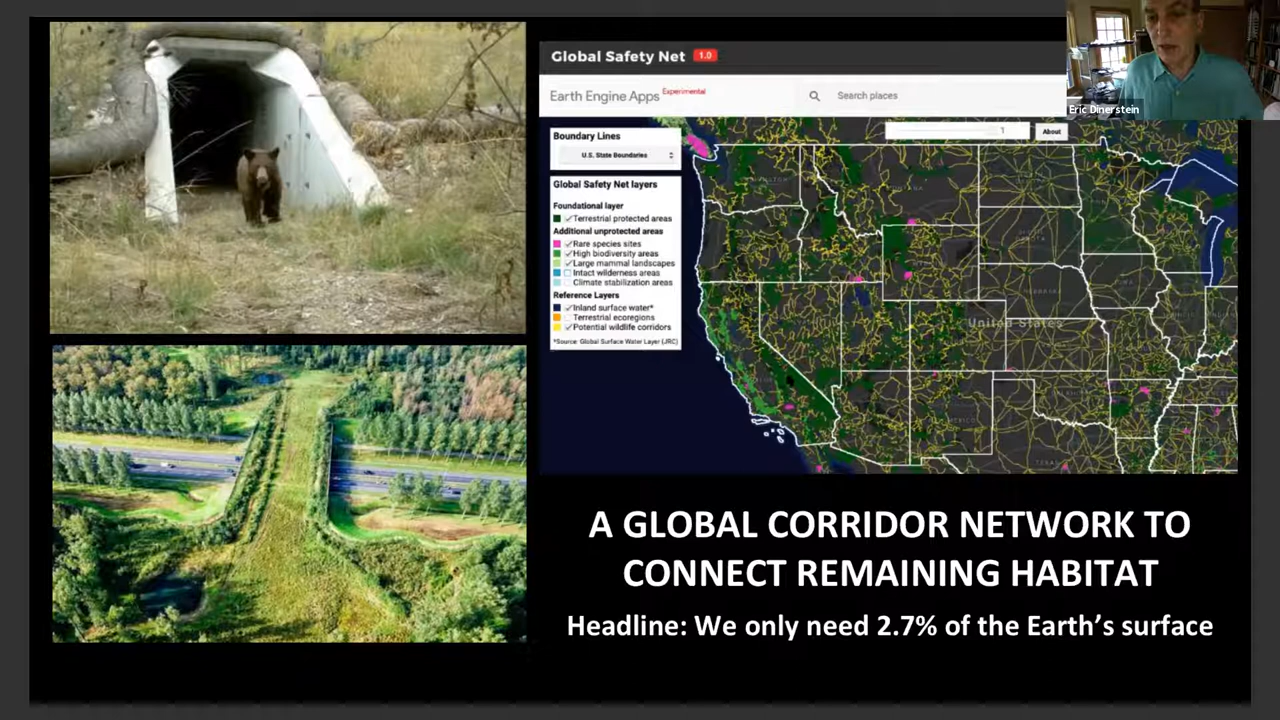 Global Safety Net 1.0
Earth Engine Apps Experimental
Search places
Eric Dinerstein
Boundary Lines
U.S. State Boundaries
1
About
Global Safety Net layers
Foundational layer
Terrestrial protected areas
Additional unprotected areas
Rare species sites
High biodiversity areas
Large mammal landscapes
Intact wilderness areas
Climate stabilization areas
Reference Layers
Inland surface water*
Terrestrial ecoregions
Potential wildlife corridors
*Source: Global Surface Water Layer (JRC)
United States
A GLOBAL CORRIDOR NETWORK TO
CONNECT REMAINING HABITAT
Headline: We only need 2.7% of the Earth’s surface